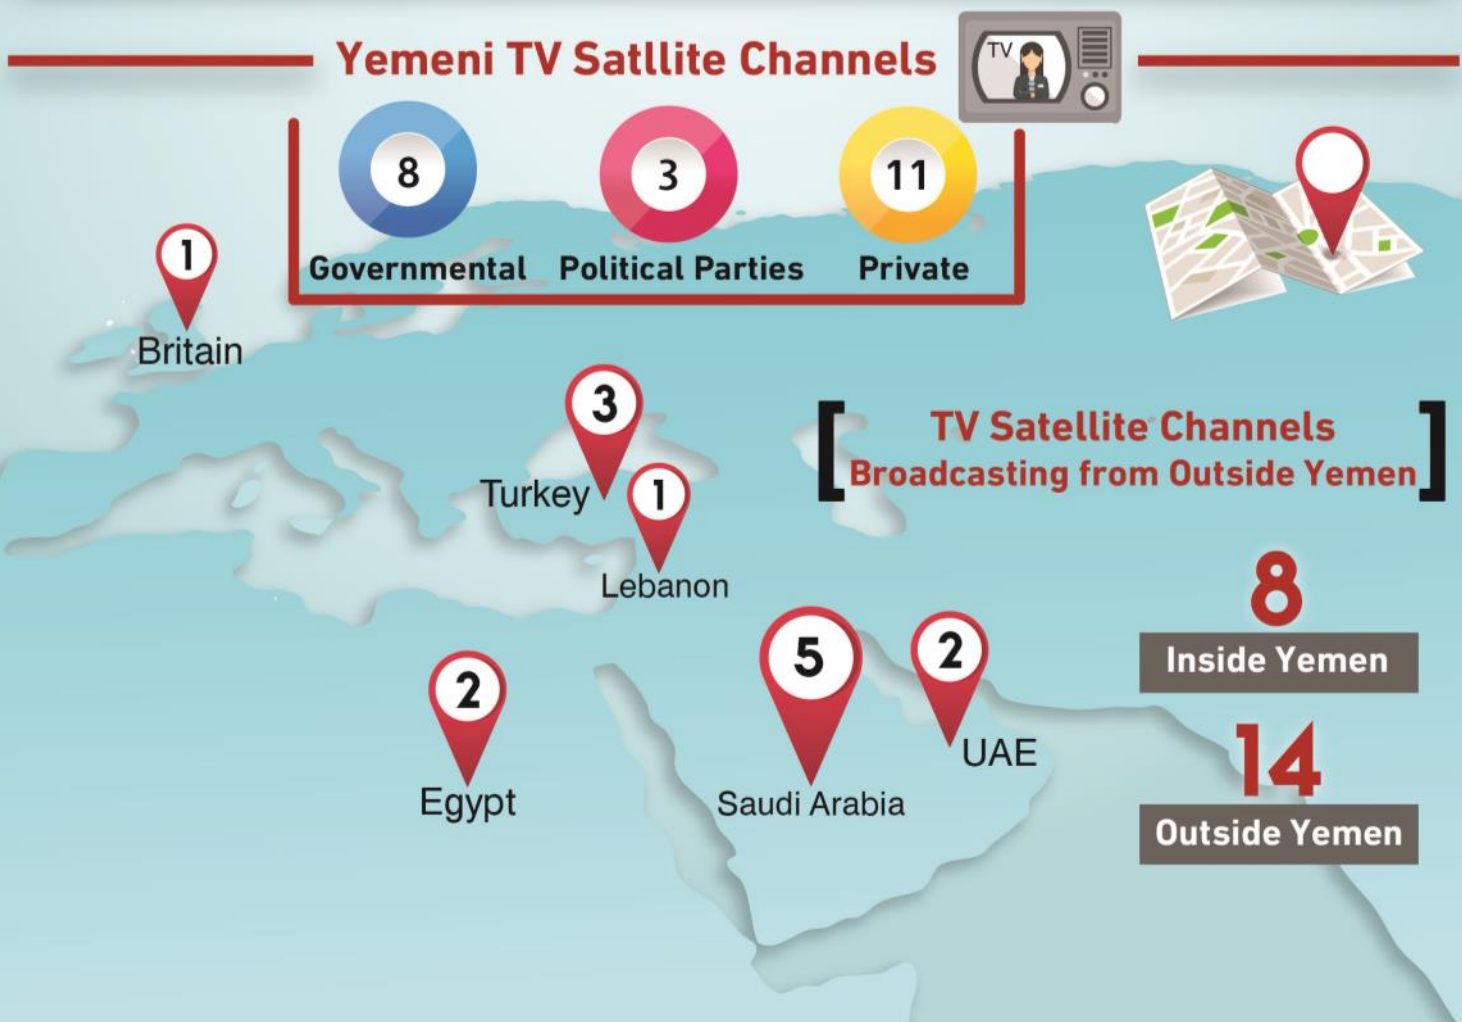 Yemeni TV Satllite Channels
TV
8
3
11
Governmental
Political Parties
Private
1
Britain
3
Turkey
1
Lebanon
TV Satellite Channels
Broadcasting from Outside Yemen
8
Inside Yemen
14
Outside Yemen
5
Saudi Arabia
2
UAE
2
Egypt